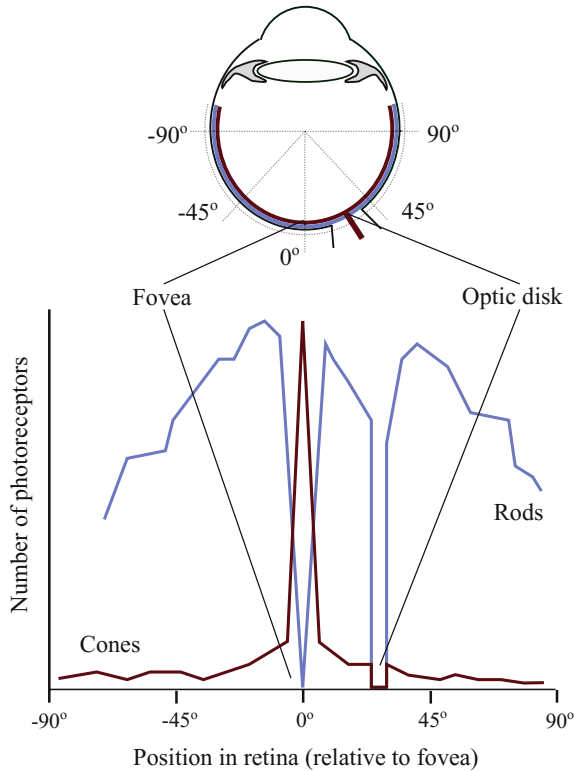 -90º 90º
-45º 45º
0º
Fovea Optic disk
Number of photoreceptors
Rods
Cones
-90º -45º 0º 45º 90º
Position in retina (relative to fovea)